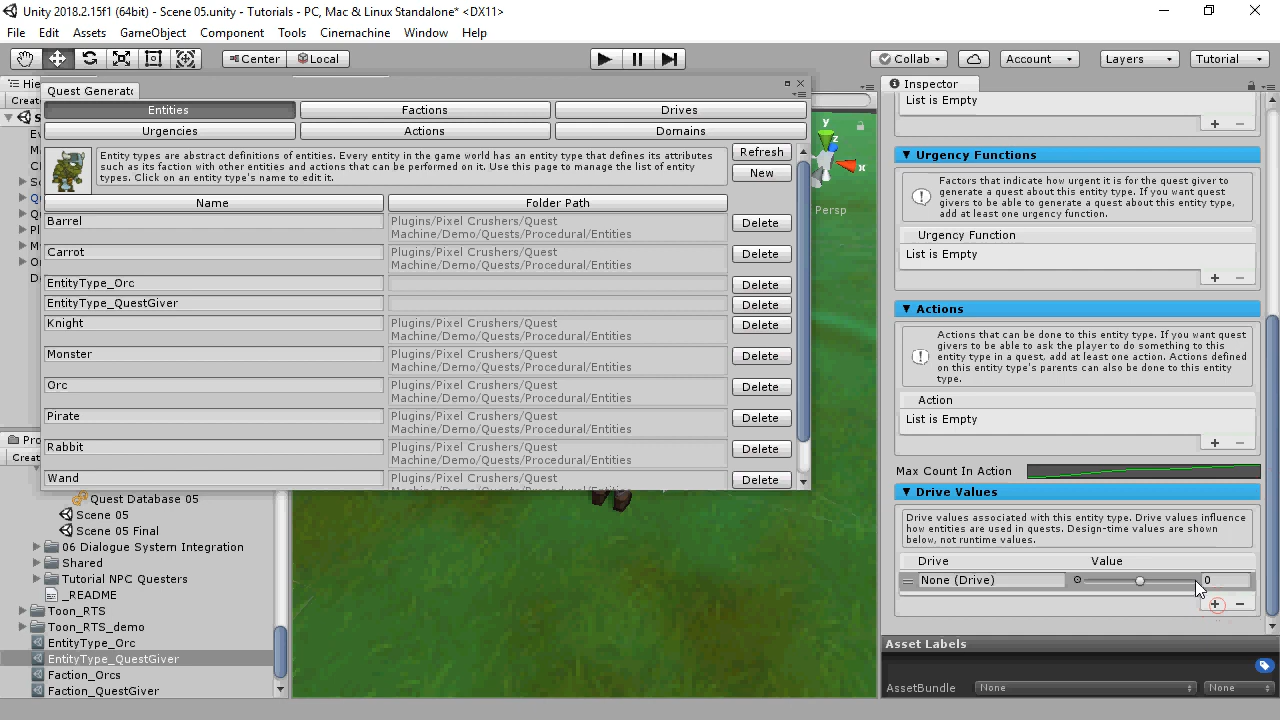 Unity 2018.2.15f1 (64bit) - Scene 05.unity - Tutorials - PC, Mac & Linux Standalone* <DX11>
File Edit Assets GameObject Component Tools Cinemachine Window Help
Center Local Collab Account Layers Tutorial
Hie
Creat
Quest Generato
Entities Factions Drives
Urgencies Actions Domains
Entity types are abstract definitions of entities. Every entity in the game world has an entity type that defines its attributes
such as its faction with other entities and actions that can be performed on it. Use this page to manage the list of entity
types. Click on an entity type's name to edit it.
Refresh
New
Name Folder Path
Barrel Plugins/Pixel Crushers/Quest
Machine/Demo/Quests/Procedural/Entities Delete
Carrot Plugins/Pixel Crushers/Quest
Machine/Demo/Quests/Procedural/Entities Delete
EntityType_Orc Delete
EntityType_QuestGiver Delete
Knight Plugins/Pixel Crushers/Quest
Machine/Demo/Quests/Procedural/Entities Delete
Monster Plugins/Pixel Crushers/Quest
Machine/Demo/Quests/Procedural/Entities Delete
Orc Plugins/Pixel Crushers/Quest
Machine/Demo/Quests/Procedural/Entities Delete
Pirate Plugins/Pixel Crushers/Quest
Machine/Demo/Quests/Procedural/Entities Delete
Rabbit Plugins/Pixel Crushers/Quest
Machine/Demo/Quests/Procedural/Entities Delete
Wand Plugins/Pixel Crushers/Quest
Machine/Demo/Quests/Procedural/Entities Delete
y
z
x
Persp
Pro
Creat
Quest Database 05
Scene 05
Scene 05 Final
06 Dialogue System Integration
Shared
Tutorial NPC Questers
_README
Toon_RTS
Toon_RTS_demo
EntityType_Orc
EntityType_QuestGiver
Faction_Orcs
Faction_QuestGiver
Inspector
List is Empty
Urgency Functions
Factors that indicate how urgent it is for the quest giver to
generate a quest about this entity type. If you want quest
givers to be able to generate a quest about this entity type,
add at least one urgency function.
Urgency Function
List is Empty
Actions
Actions that can be done to this entity type. If you want quest
givers to be able to ask the player to do something to this
entity type in a quest, add at least one action. Actions defined
on this entity type's parents can also be done to this entity
type.
Action
List is Empty
Max Count In Action
Drive Values
Drive values associated with this entity type. Drive values influence
how entities are used in quests. Design-time values are shown
below, not runtime values.
Drive Value
None (Drive) 0
Asset Labels
AssetBundle None None